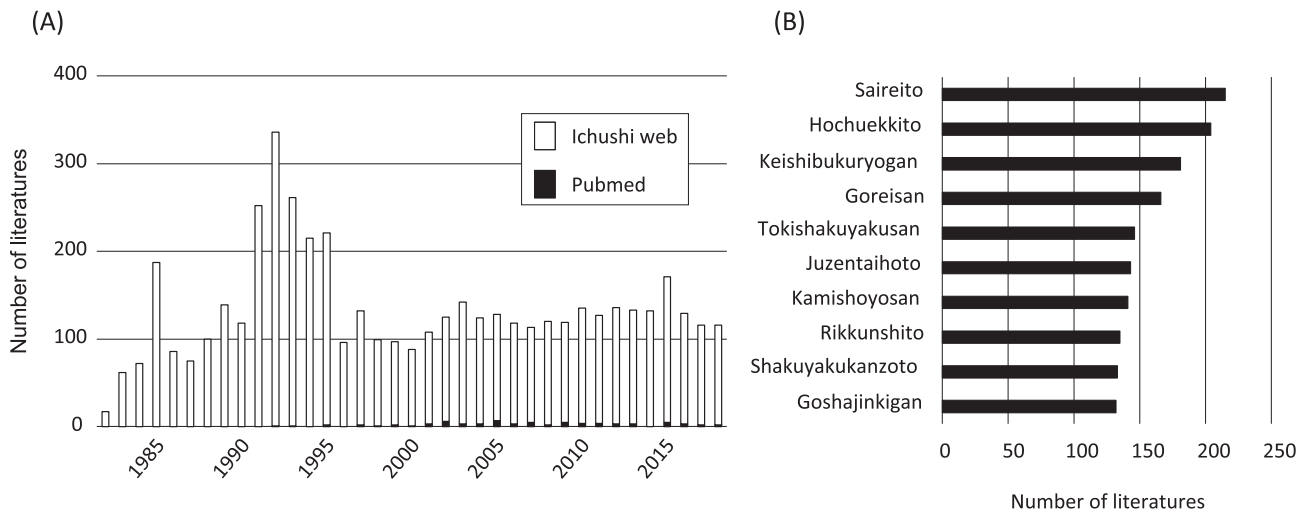 (A)
Number of literatures
400
300
200
100
0
Ichushi web
Pubmed
1985
1990
1995
2000
2005
2010
2015
(B)
Saireito
Hochuekkito
Keishibukuryogan
Goreisan
Tokishakuyakusan
Juzentaihoto
Kamishoyosan
Rikkunshito
Shakuyakukanzoto
Goshajinkigan
0 50 100 150 200 250
Number of literatures